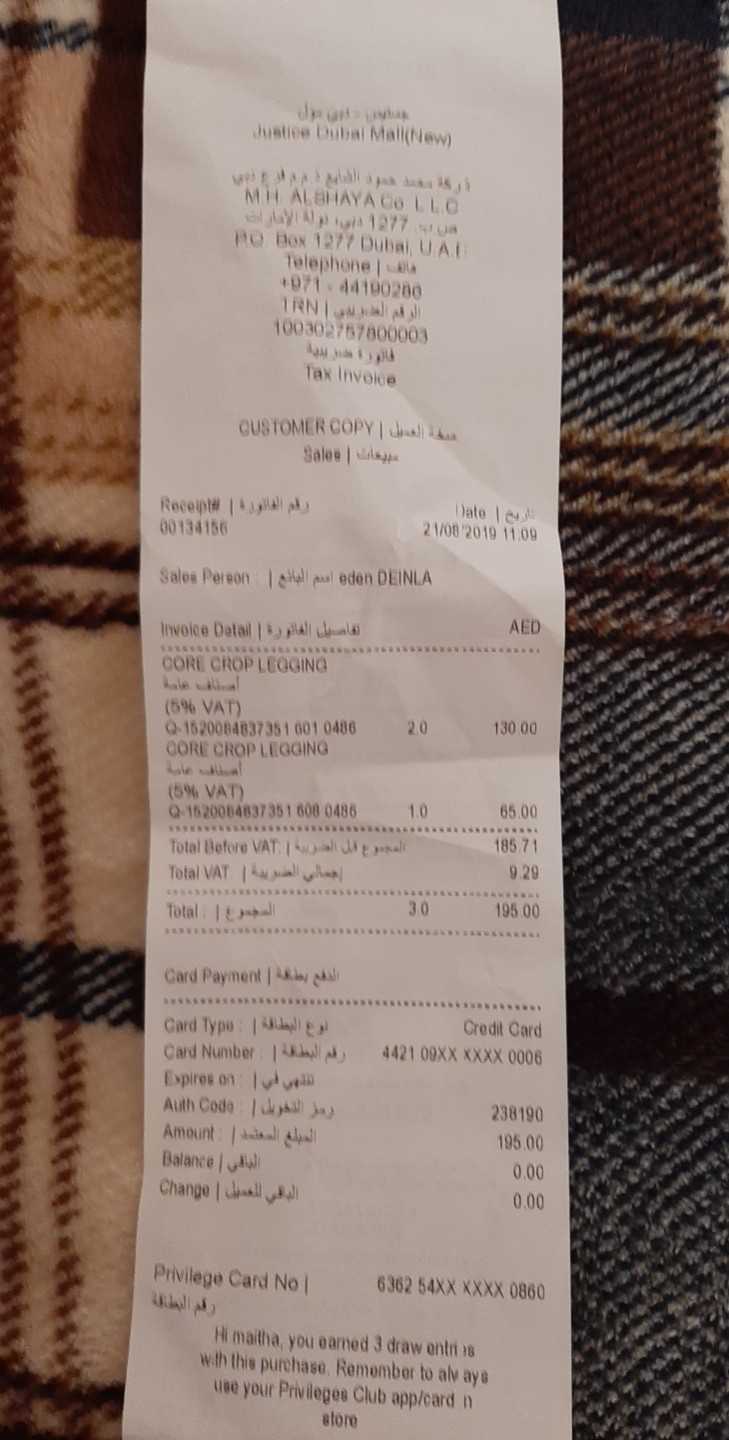 جستيس - دبي مول
Justice Dubai Mall(New)
شركة محمد حمود الشايع ذ م م فرع دبي
M.H. ALSHAYA Co. L.L.C
ص.ب. 1277 دبي، دولة الإمارات
P.O. Box 1277 Dubai, U.A.E
Telephone | هاتف
+971 - 44190286
TRN | الرقم الضريبي
100302757800003
فاتورة ضريبية
Tax Invoice
CUSTOMER COPY | نسخة العميل
Sales | مبيعات
Receipt# | رقم الفاتورة Date | تاريخ
00134156 21/08/2019 11:09
Sales Person : | اسم البائع eden DEINLA
Invoice Detail | تفاصيل الفاتورة AED
CORE CROP LEGGING
أصناف عامة
(5% VAT)
Q-1520084837351 601 0486 2.0 130.00
CORE CROP LEGGING
أصناف عامة
(5% VAT)
Q-1520084837351 608 0486 1.0 65.00
Total Before VAT: | المجموع قبل الضريبة 185.71
Total VAT | إجمالي الضريبة 9.29
Total : | المجموع 3.0 195.00
Card Payment | الدفع بطاقة
Card Type : | نوع البطاقة Credit Card
Card Number : | رقم البطاقة 4421 09XX XXXX 0006
Expires on : | تنتهي في
Auth Code : | رمز التخويل 238190
Amount : | المبلغ المعتمد 195.00
Balance | الباقي 0.00
Change | الباقي للعميل 0.00
Privilege Card No | 6362 54XX XXXX 0860
رقم البطاقة
Hi maitha, you earned 3 draw entries
with this purchase. Remember to always
use your Privileges Club app/card in
store